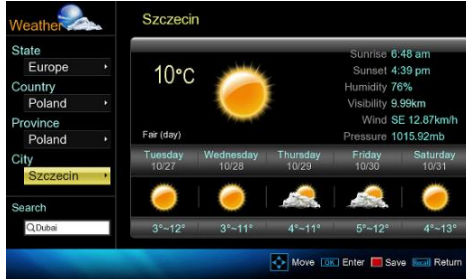 Weather
State
Europe
Country
Poland
Province
Poland
City
Szczecin
Search
Dubai
Szczecin
10°C
Fair (day)
Sunrise 6:48 am
Sunset 4:39 pm
Humidity 76%
Visibility 9.99km
Wind SE 12.87km/h
Pressure 1015.92mb
Tuesday Wednesday Thursday Friday Saturday
10/27 10/28 10/29 10/30 10/31
3°~12° 3°~11° 4°~11° 5°~12° 4°~13°
Move OK Enter Save Recall Return